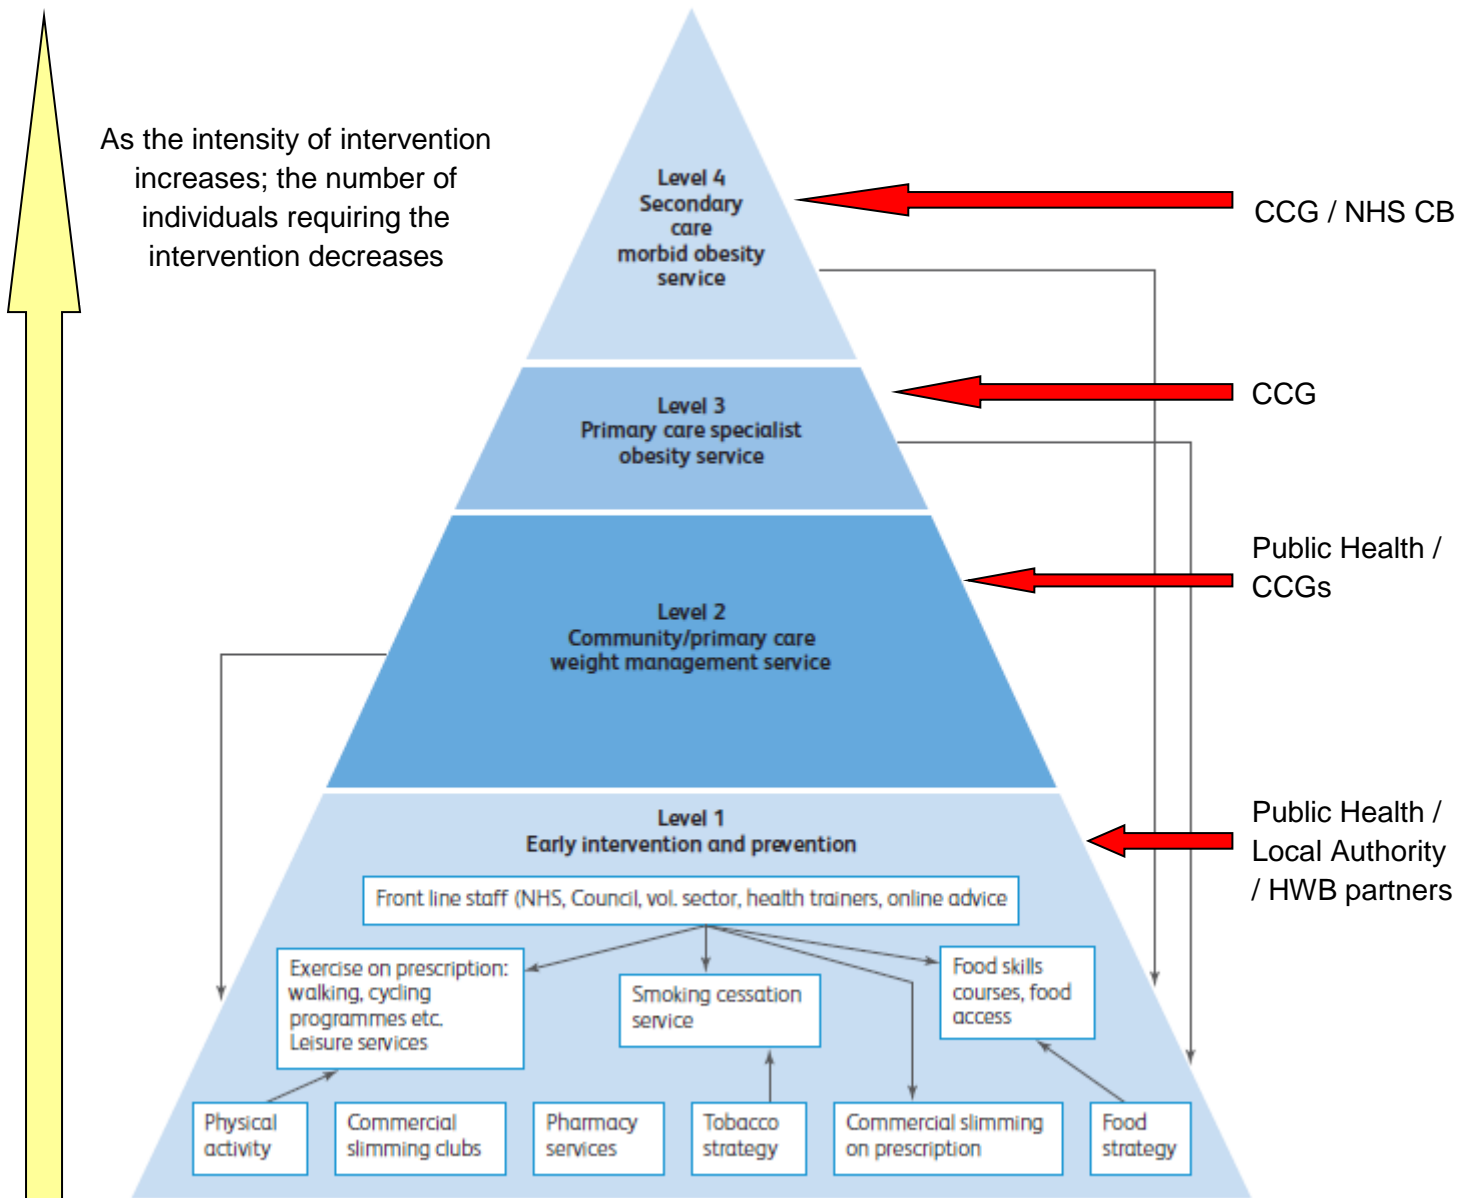 As the intensity of intervention
increases; the number of
individuals requiring the
intervention decreases
Level 4
Secondary
care
morbid obesity
service
CCG / NHS CB
Level 3
Primary care specialist
obesity service
CCG
Level 2
Community/primary care
weight management service
Public Health /
CCGs
Level 1
Early intervention and prevention
Public Health /
Local Authority
/ HWB partners
Front line staff (NHS, Council, vol. sector, health trainers, online advice
Exercise on prescription:
walking, cycling
programmes etc.
Leisure services
Smoking cessation
service
Food skills
courses, food
access
Physical
activity
Commercial
slimming clubs
Pharmacy
services
Tobacco
strategy
Commercial slimming
on prescription
Food
strategy